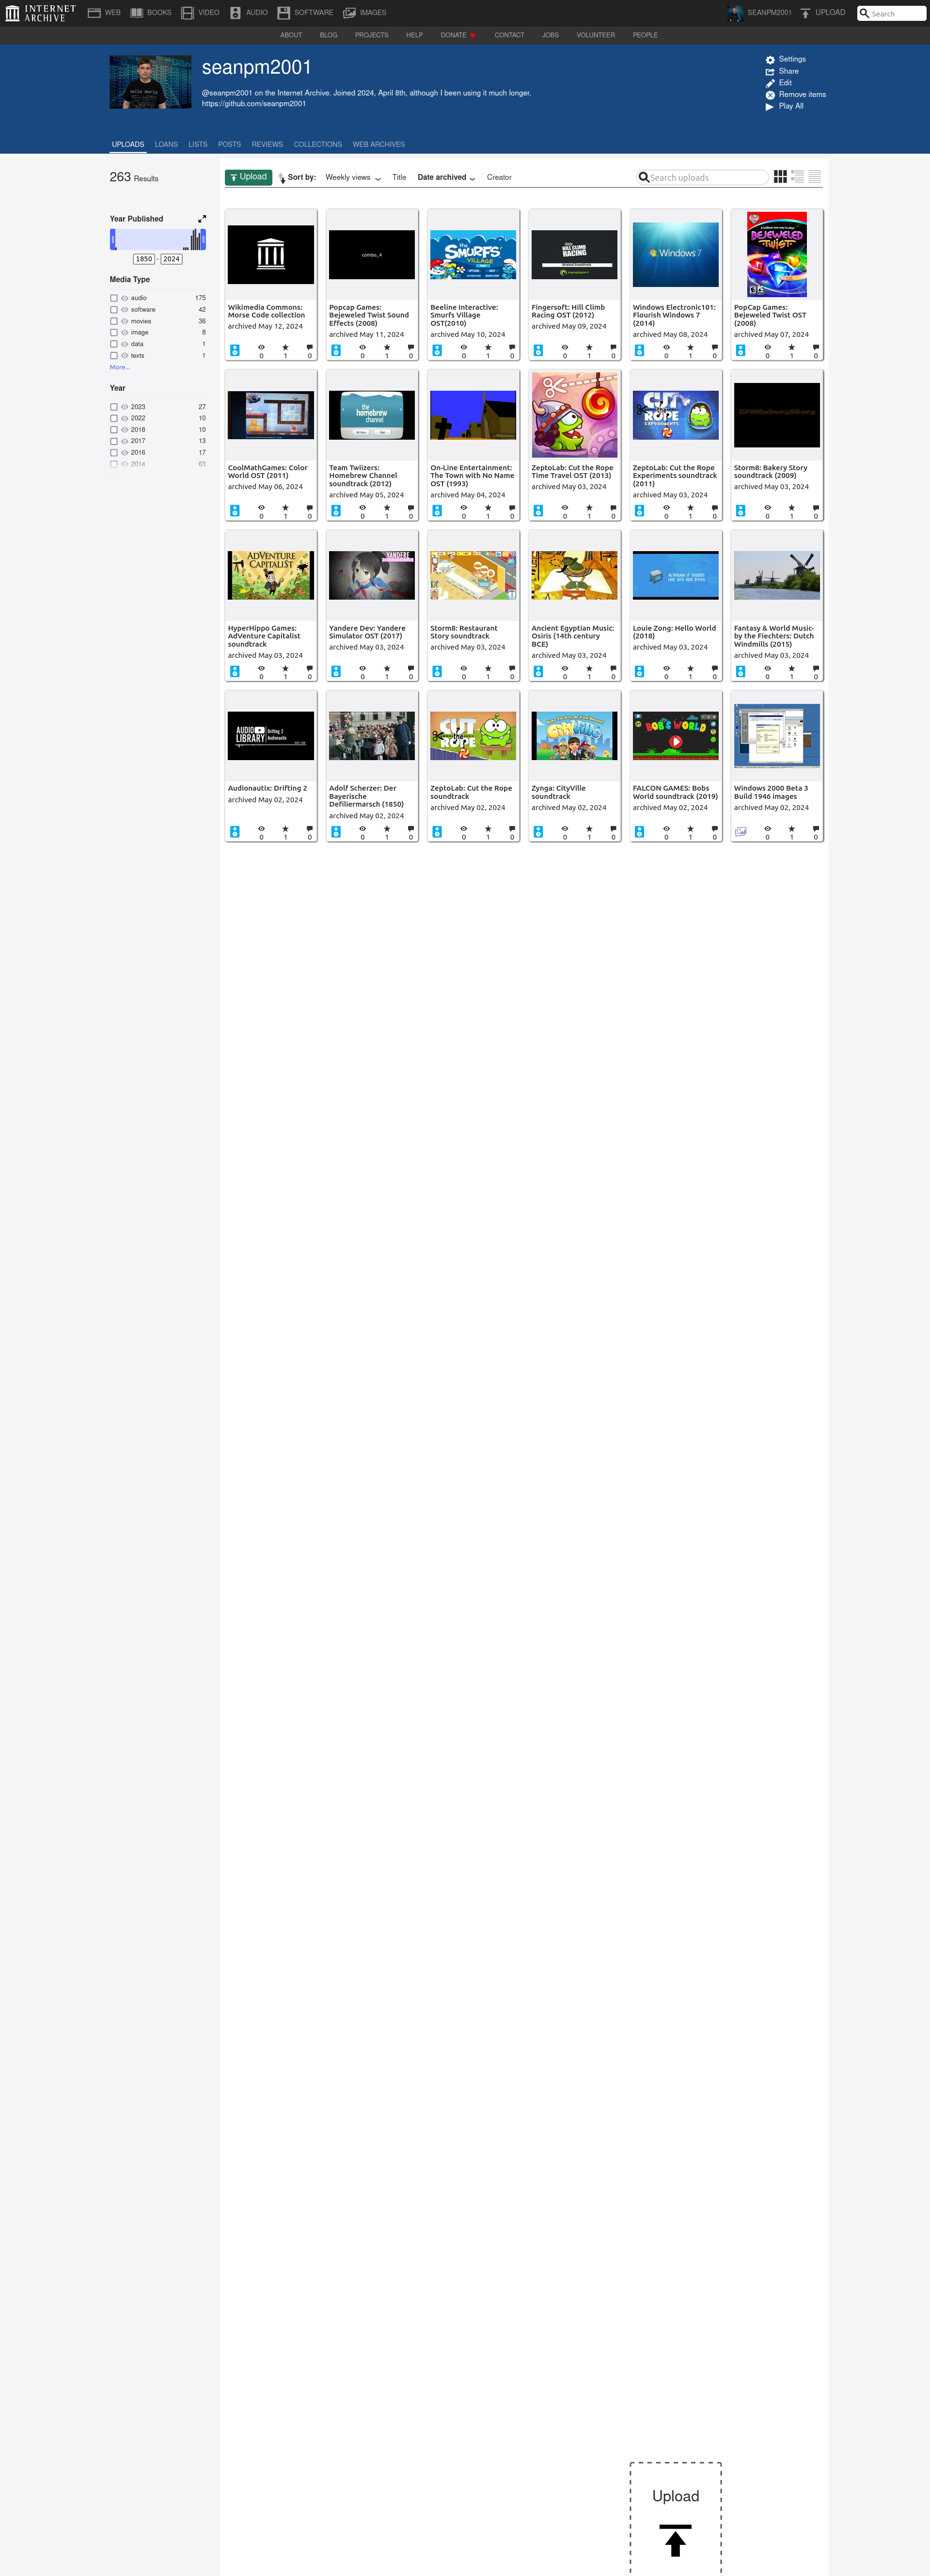 INTERNET
ARCHIVE
WEB
BOOKS
VIDEO
AUDIO
SOFTWARE
IMAGES
SEANPM2001
UPLOAD
Search
ABOUT
BLOG
PROJECTS
HELP
DONATE
CONTACT
JOBS
VOLUNTEER
PEOPLE
seanpm2001
@seanpm2001 on the Internet Archive. Joined 2024, April 8th, although I been using it much longer.
https://github.com/seanpm2001
Settings
Share
Edit
Remove items
Play All
UPLOADS
LOANS
LISTS
POSTS
REVIEWS
COLLECTIONS
WEB ARCHIVES
263 Results
Year Published
1850 - 2024
Media Type
audio 175
software 42
movies 36
image 8
data 1
texts 1
More...
Year
2023 27
2022 10
2018 10
2017 13
2016 17
2014 63
Upload
Sort by:
Weekly views
Title
Date archived
Creator
Search uploads
Wikimedia Commons:
Morse Code collection
archived May 12, 2024
0 1 0
combo_4
Popcap Games:
Bejeweled Twist Sound
Effects (2008)
archived May 11, 2024
0 1 0
the
SMURFS'
VILLAGE
Beeline Interactive:
Smurfs Village
OST(2010)
archived May 10, 2024
0 1 0
HILL CLIMB
RACING
Original Soundtrack
FINGERSOFT
Fingersoft: Hill Climb
Racing OST (2012)
archived May 09, 2024
0 1 0
Windows 7
Windows Electronic101:
Flourish Windows 7
(2014)
archived May 08, 2024
0 1 0
BEJEWELED
TWIST
PopCap Games:
Bejeweled Twist OST
(2008)
archived May 07, 2024
0 1 0
CoolMathGames: Color
World OST (2011)
archived May 06, 2024
0 1 0
the
homebrew
channel
Team Twiizers:
Homebrew Channel
soundtrack (2012)
archived May 05, 2024
0 1 0
On-Line Entertainment:
The Town with No Name
OST (1993)
archived May 04, 2024
0 1 0
ZeptoLab: Cut the Rope
Time Travel OST (2013)
archived May 03, 2024
0 1 0
CUT
the
ROPE
EXPERIMENTS
ZeptoLab: Cut the Rope
Experiments soundtrack
(2011)
archived May 03, 2024
0 1 0
Storm8: Bakery Story
soundtrack (2009)
archived May 03, 2024
0 1 0
ADVENTURE
CAPITALIST
HyperHippo Games:
AdVenture Capitalist
soundtrack
archived May 03, 2024
0 1 0
YANDERE
Yandere Dev: Yandere
Simulator OST (2017)
archived May 03, 2024
0 1 0
Storm8: Restaurant
Story soundtrack
archived May 03, 2024
0 1 0
Ancient Egyptian Music:
Osiris (14th century
BCE)
archived May 03, 2024
0 1 0
Louie Zong: Hello World
(2018)
archived May 03, 2024
0 1 0
Fantasy & World Music-
by the Fiechters: Dutch
Windmills (2015)
archived May 03, 2024
0 1 0
AUDIO
LIBRARY
Drifting 2
Audionautix
Audionautix: Drifting 2
archived May 02, 2024
0 1 0
Adolf Scherzer: Der
Bayerische
Defiliermarsch (1850)
archived May 02, 2024
0 1 0
CUT
the
ROPE
ZeptoLab: Cut the Rope
soundtrack
archived May 02, 2024
0 1 0
CITYVILLE
Zynga: CityVille
soundtrack
archived May 02, 2024
0 1 0
BOB'S WORLD
FALCON GAMES: Bobs
World soundtrack (2019)
archived May 02, 2024
0 1 0
Windows 2000 Beta 3
Build 1946 images
archived May 02, 2024
0 1 0
Upload